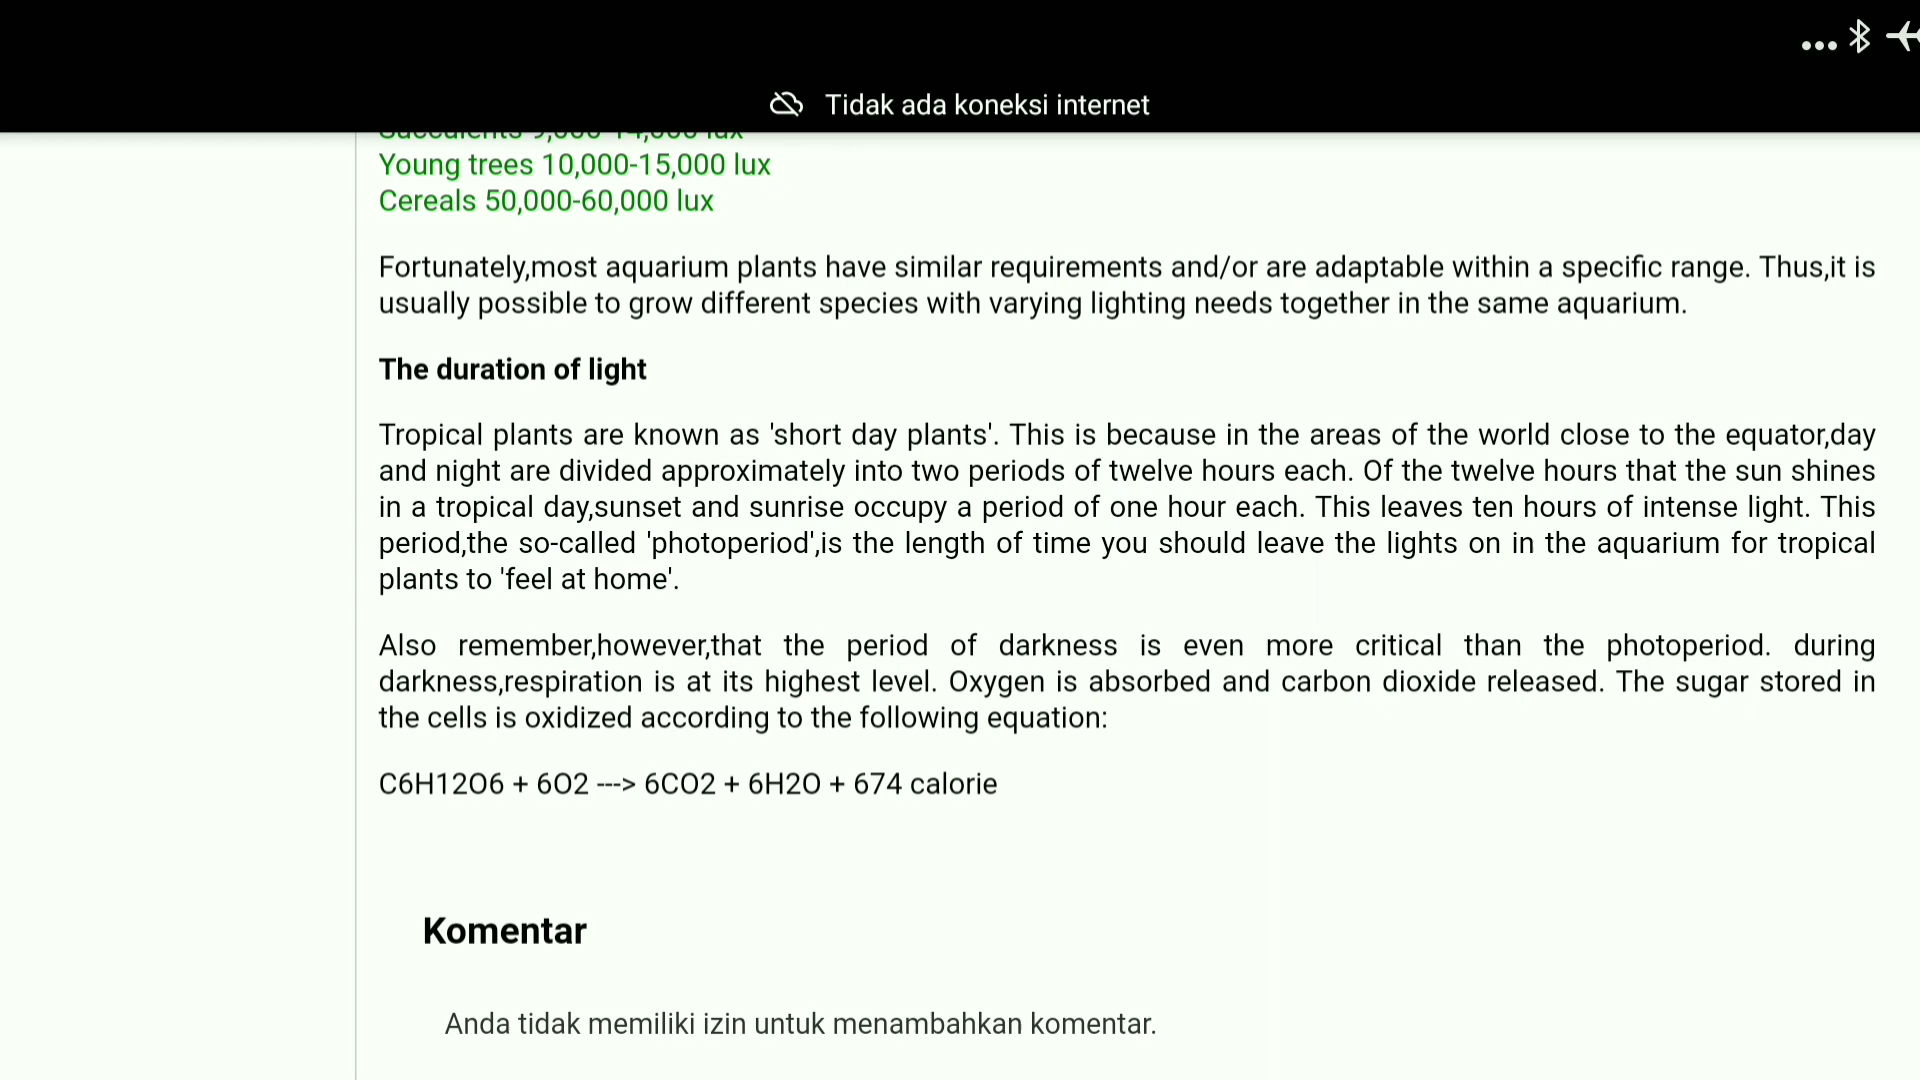 Tidak ada koneksi internet
Succulents 9,000-14,000 lux
Young trees 10,000-15,000 lux
Cereals 50,000-60,000 lux
Fortunately,most aquarium plants have similar requirements and/or are adaptable within a specific range. Thus,it is
usually possible to grow different species with varying lighting needs together in the same aquarium.
The duration of light
Tropical plants are known as 'short day plants'. This is because in the areas of the world close to the equator,day
and night are divided approximately into two periods of twelve hours each. Of the twelve hours that the sun shines
in a tropical day,sunset and sunrise occupy a period of one hour each. This leaves ten hours of intense light. This
period,the so-called 'photoperiod',is the length of time you should leave the lights on in the aquarium for tropical
plants to 'feel at home'.
Also remember,however,that the period of darkness is even more critical than the photoperiod. during
darkness,respiration is at its highest level. Oxygen is absorbed and carbon dioxide released. The sugar stored in
the cells is oxidized according to the following equation:
C6H12O6 + 6O2 ---> 6CO2 + 6H2O + 674 calorie
Komentar
Anda tidak memiliki izin untuk menambahkan komentar.